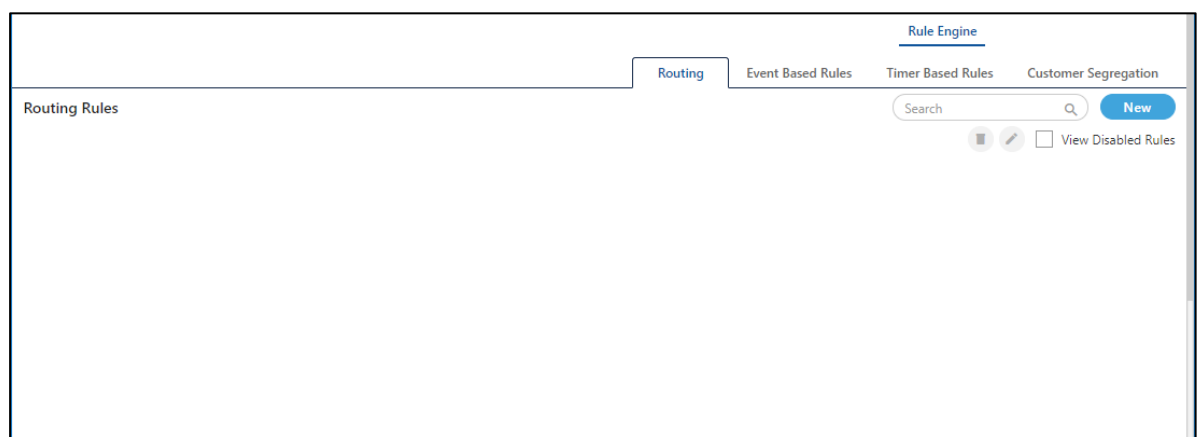 Rule Engine
Routing Event Based Rules Timer Based Rules Customer Segregation
Routing Rules Search New
View Disabled Rules